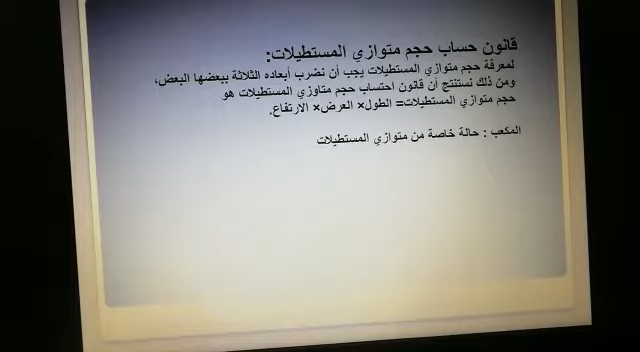 قانون حساب حجم متوازي المستطيلات:
لمعرفة حجم متوازي المستطيلات يجب أن نضرب أبعاده الثلاثة ببعضها البعض،
ومن ذلك نستنتج أن قانون احتساب حجم متاوزي المستطيلات هو
حجم متوازي المستطيلات= الطول× العرض× الارتفاع.
المكعب : حالة خاصة من متوازي المستطيلات